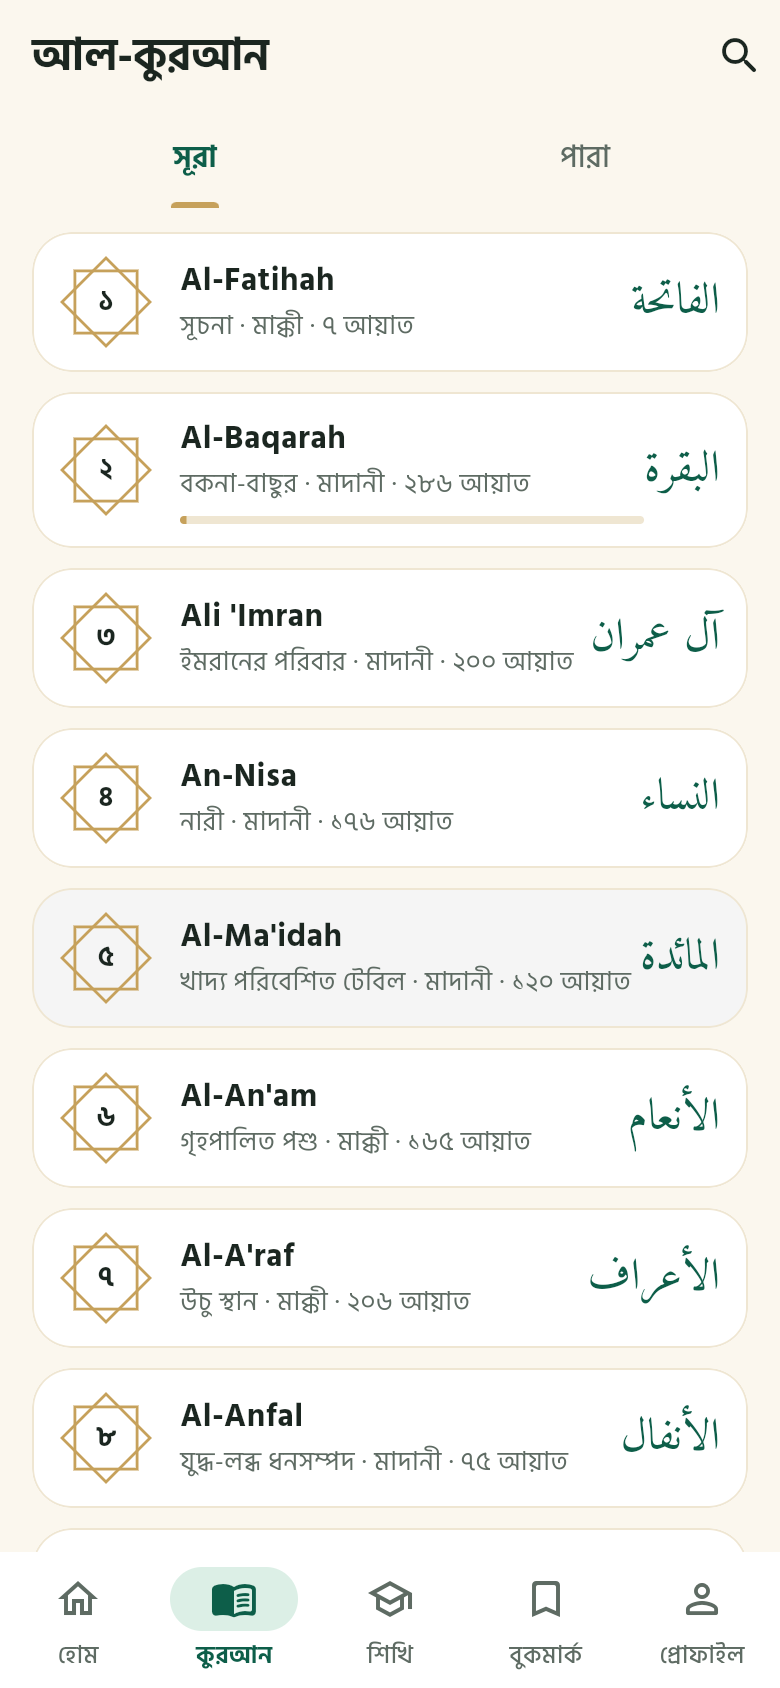 আল-কুরআন
সূরা
পারা
১
Al-Fatihah
সূচনা · মাক্কী · ৭ আয়াত
الفاتحة
২
Al-Baqarah
বকনা-বাছুর · মাদানী · ২৮৬ আয়াত
البقرة
৩
Ali 'Imran
ইমরানের পরিবার · মাদানী · ২০০ আয়াত
آل عمران
৪
An-Nisa
নারী · মাদানী · ১৭৬ আয়াত
النساء
৫
Al-Ma'idah
খাদ্য পরিবেশিত টেবিল · মাদানী · ১২০ আয়াত
المائدة
৬
Al-An'am
গৃহপালিত পশু · মাক্কী · ১৬৫ আয়াত
الأنعام
৭
Al-A'raf
উচু স্থান · মাক্কী · ২০৬ আয়াত
الأعراف
৮
Al-Anfal
যুদ্ধ-লব্ধ ধনসম্পদ · মাদানী · ৭৫ আয়াত
الأنفال
হোম
কুরআন
শিখি
বুকমার্ক
প্রোফাইল